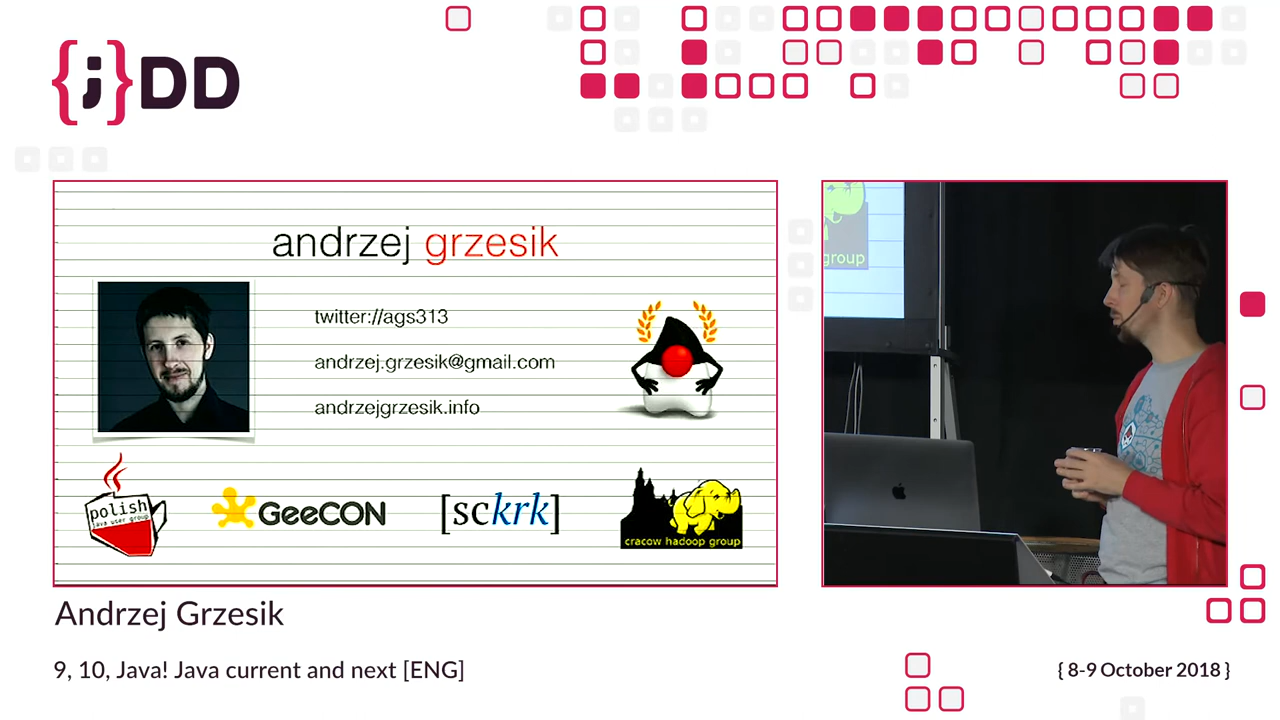 {j}DD
andrzej grzesik
twitter://ags313
andrzej.grzesik@gmail.com
andrzejgrzesik.info
polish
java user group
GeeCON
[sckrk]
cracow hadoop group
group
Andrzej Grzesik
9, 10, Java! Java current and next [ENG]
{ 8-9 October 2018 }